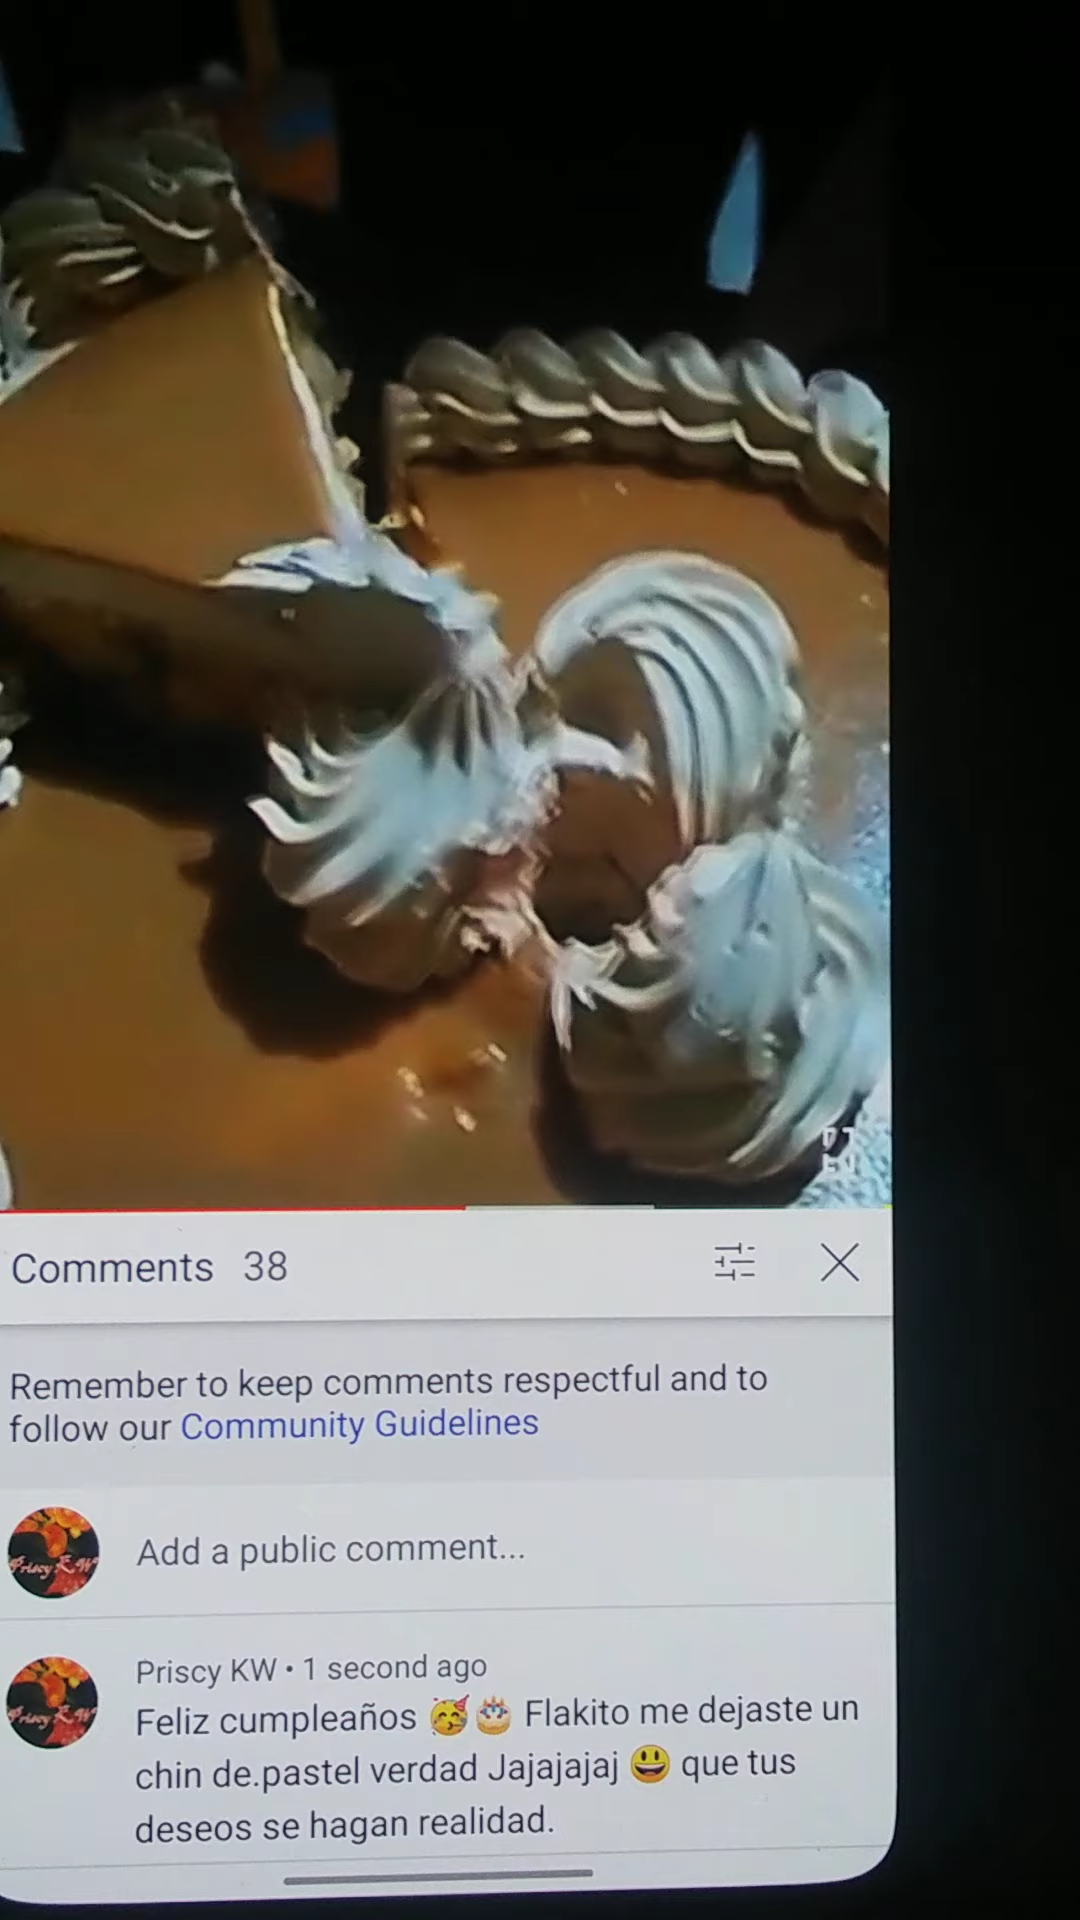 Comments 38
Remember to keep comments respectful and to
follow our Community Guidelines
Priscy K W
Add a public comment...
Priscy KW • 1 second ago
Priscy K W
Feliz cumpleaños 🥳🎂 Flakito me dejaste un
chin de.pastel verdad Jajajajaj 😃 que tus
deseos se hagan realidad.